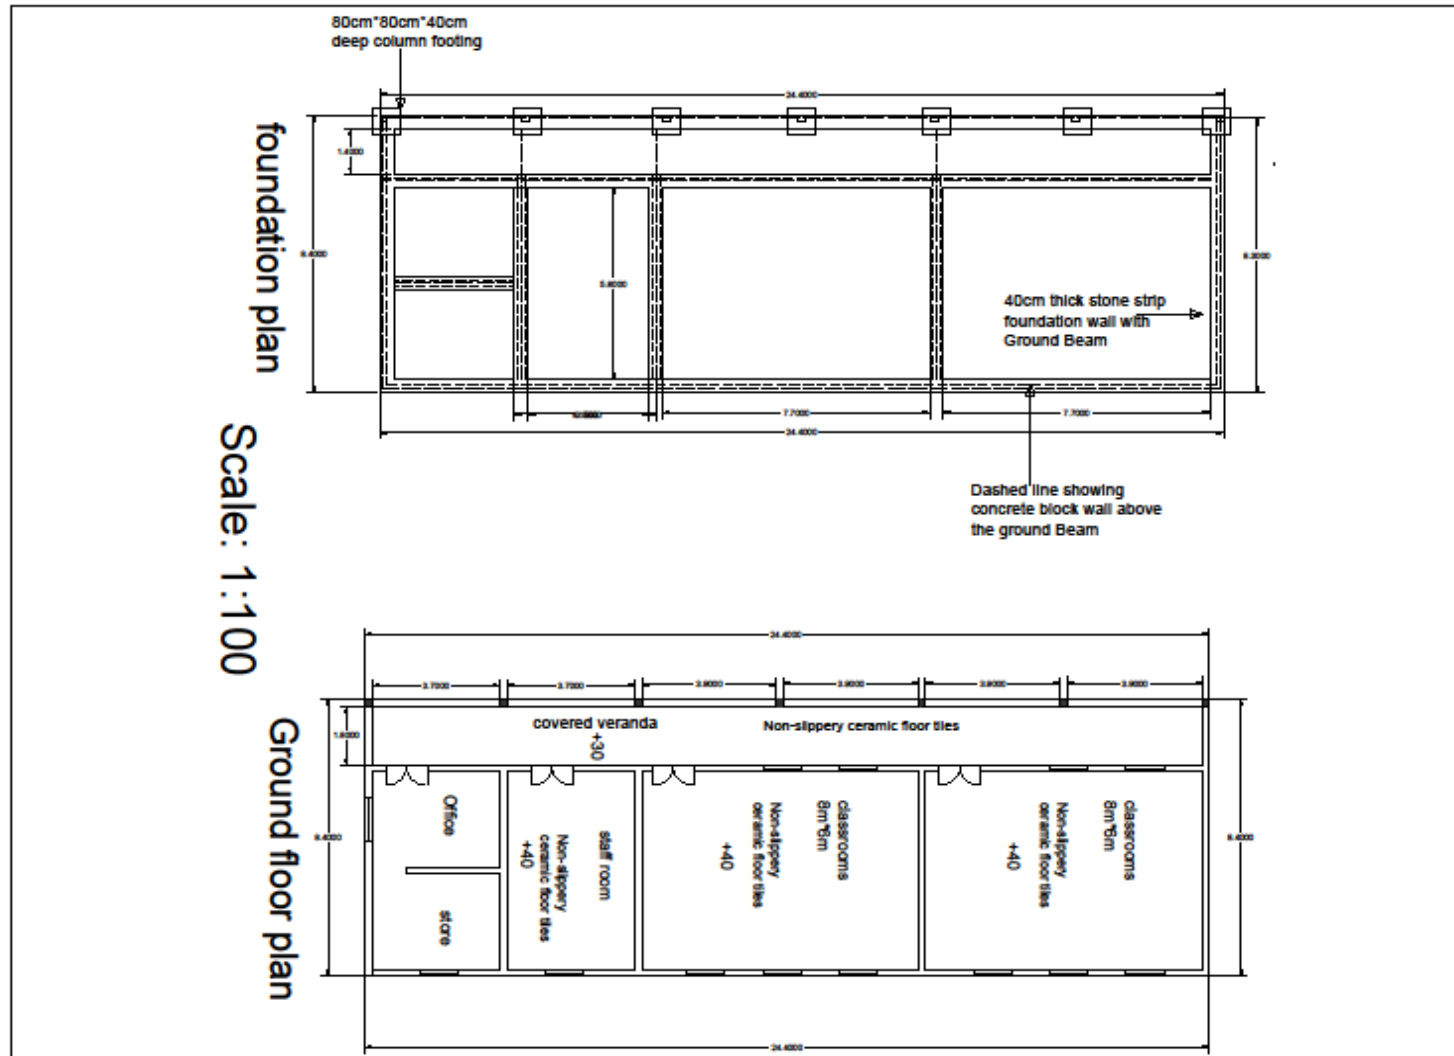 80cm*80cm*40cm
deep column footing
24.4000
foundation plan
1.4000
8.4000
5.8000
8.2000
40cm thick stone strip
foundation wall with
Ground Beam
7.7000
7.7000
24.4000
Dashed line showing
concrete block wall above
the ground Beam
Scale: 1:100
24.4000
3.7000
3.7000
3.9000
3.9000
3.9000
3.9000
Ground floor plan
1.8000
covered veranda
+30
Non-slippery ceramic floor tiles
8.4000
8.4000
Office
store
staff room
Non-slippery
ceramic floor tiles
+40
classrooms
8m*6m
Non-slippery
ceramic floor tiles
+40
classrooms
8m*6m
Non-slippery
ceramic floor tiles
+40
24.4000